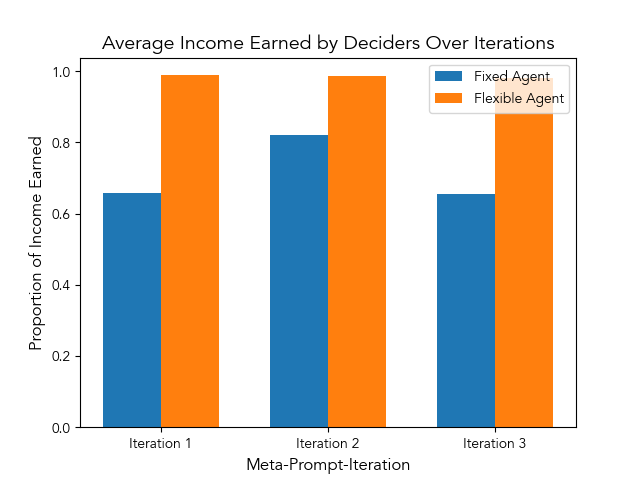 Average Income Earned by Deciders Over Iterations
Fixed Agent
Flexible Agent
Proportion of Income Earned
1.0
0.8
0.6
0.4
0.2
0.0
Iteration 1
Iteration 2
Iteration 3
Meta-Prompt-Iteration